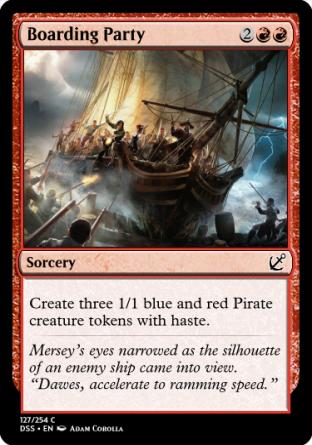 Boarding Party 2
Sorcery
Create three 1/1 blue and red Pirate
creature tokens with haste.
Mersey's eyes narrowed as the silhouette
of an enemy ship came into view.
“Dawes, accelerate to ramming speed.”
127/254 C
DSS • EN Adam Corolla